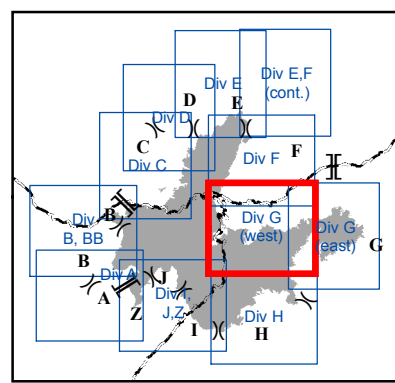 Div E
Div E,F
(cont.)
D
E
Div D
C
Div C
F
Div F
Div
B, BB
B
Div G
(west)
Div G
(east)
G
B
Div A
J
A
Z
Div I,
J,Z
I
Div H
H